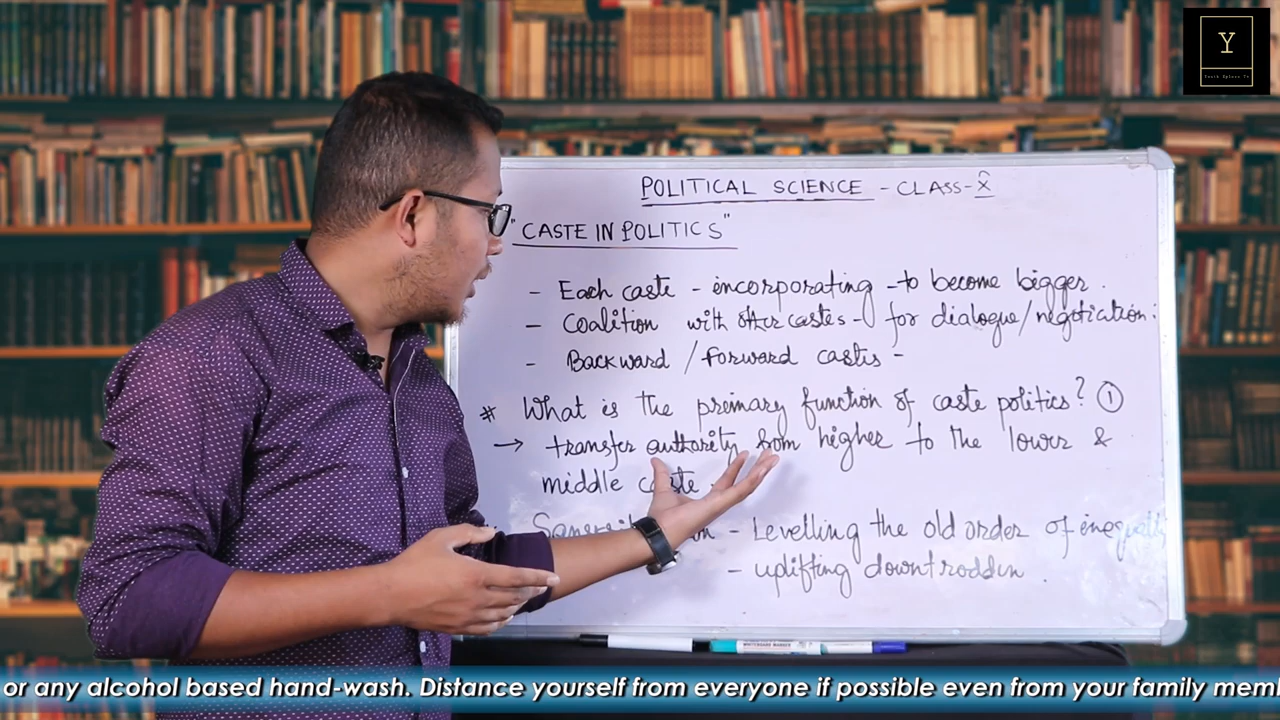 Y
POLITICAL SCIENCE - CLASS-X
"CASTE IN POLITICS"
- Each caste - incorporating - to become bigger.
- Coalition with other castes - for dialogue/negotiation:
- Backward / forward castes -
* What is the primary function of caste politics? ①
→ transfer authority from higher to the lower &
middle caste.
- Levelling the old order of inequality
- uplifting downtrodden.
or any alcohol based hand-wash. Distance yourself from everyone if possible even from your family mem